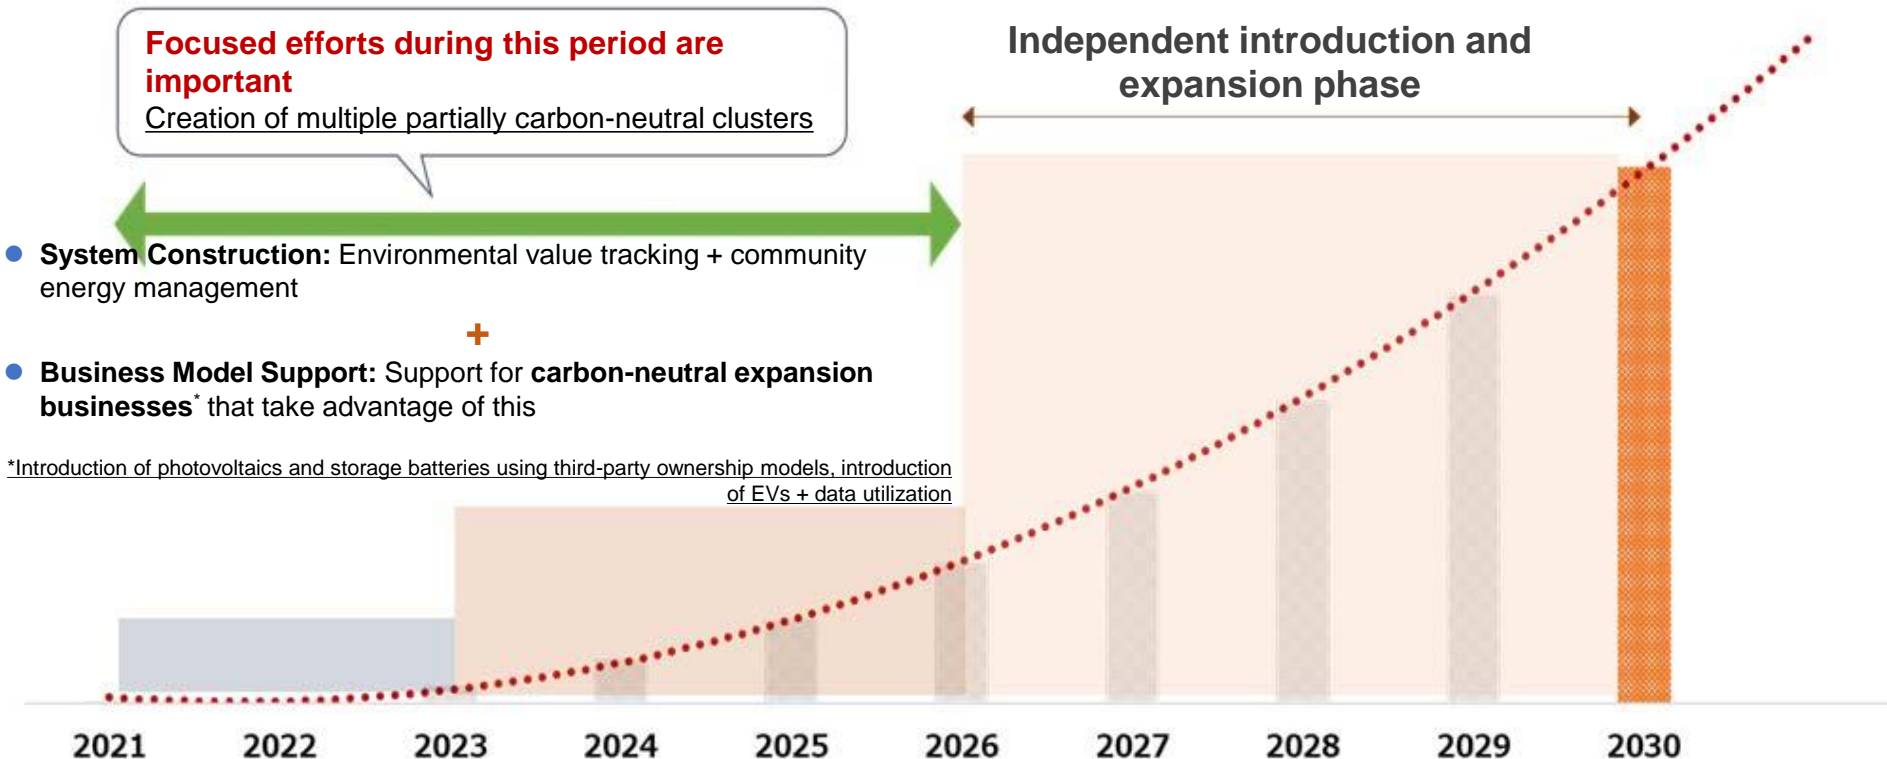 Focused efforts during this period are
important
Creation of multiple partially carbon-neutral clusters
Independent introduction and
expansion phase
System Construction: Environmental value tracking + community
energy management
+
Business Model Support: Support for carbon-neutral expansion
businesses* that take advantage of this
*Introduction of photovoltaics and storage batteries using third-party ownership models, introduction
of EVs + data utilization
2021 2022 2023 2024 2025 2026 2027 2028 2029 2030